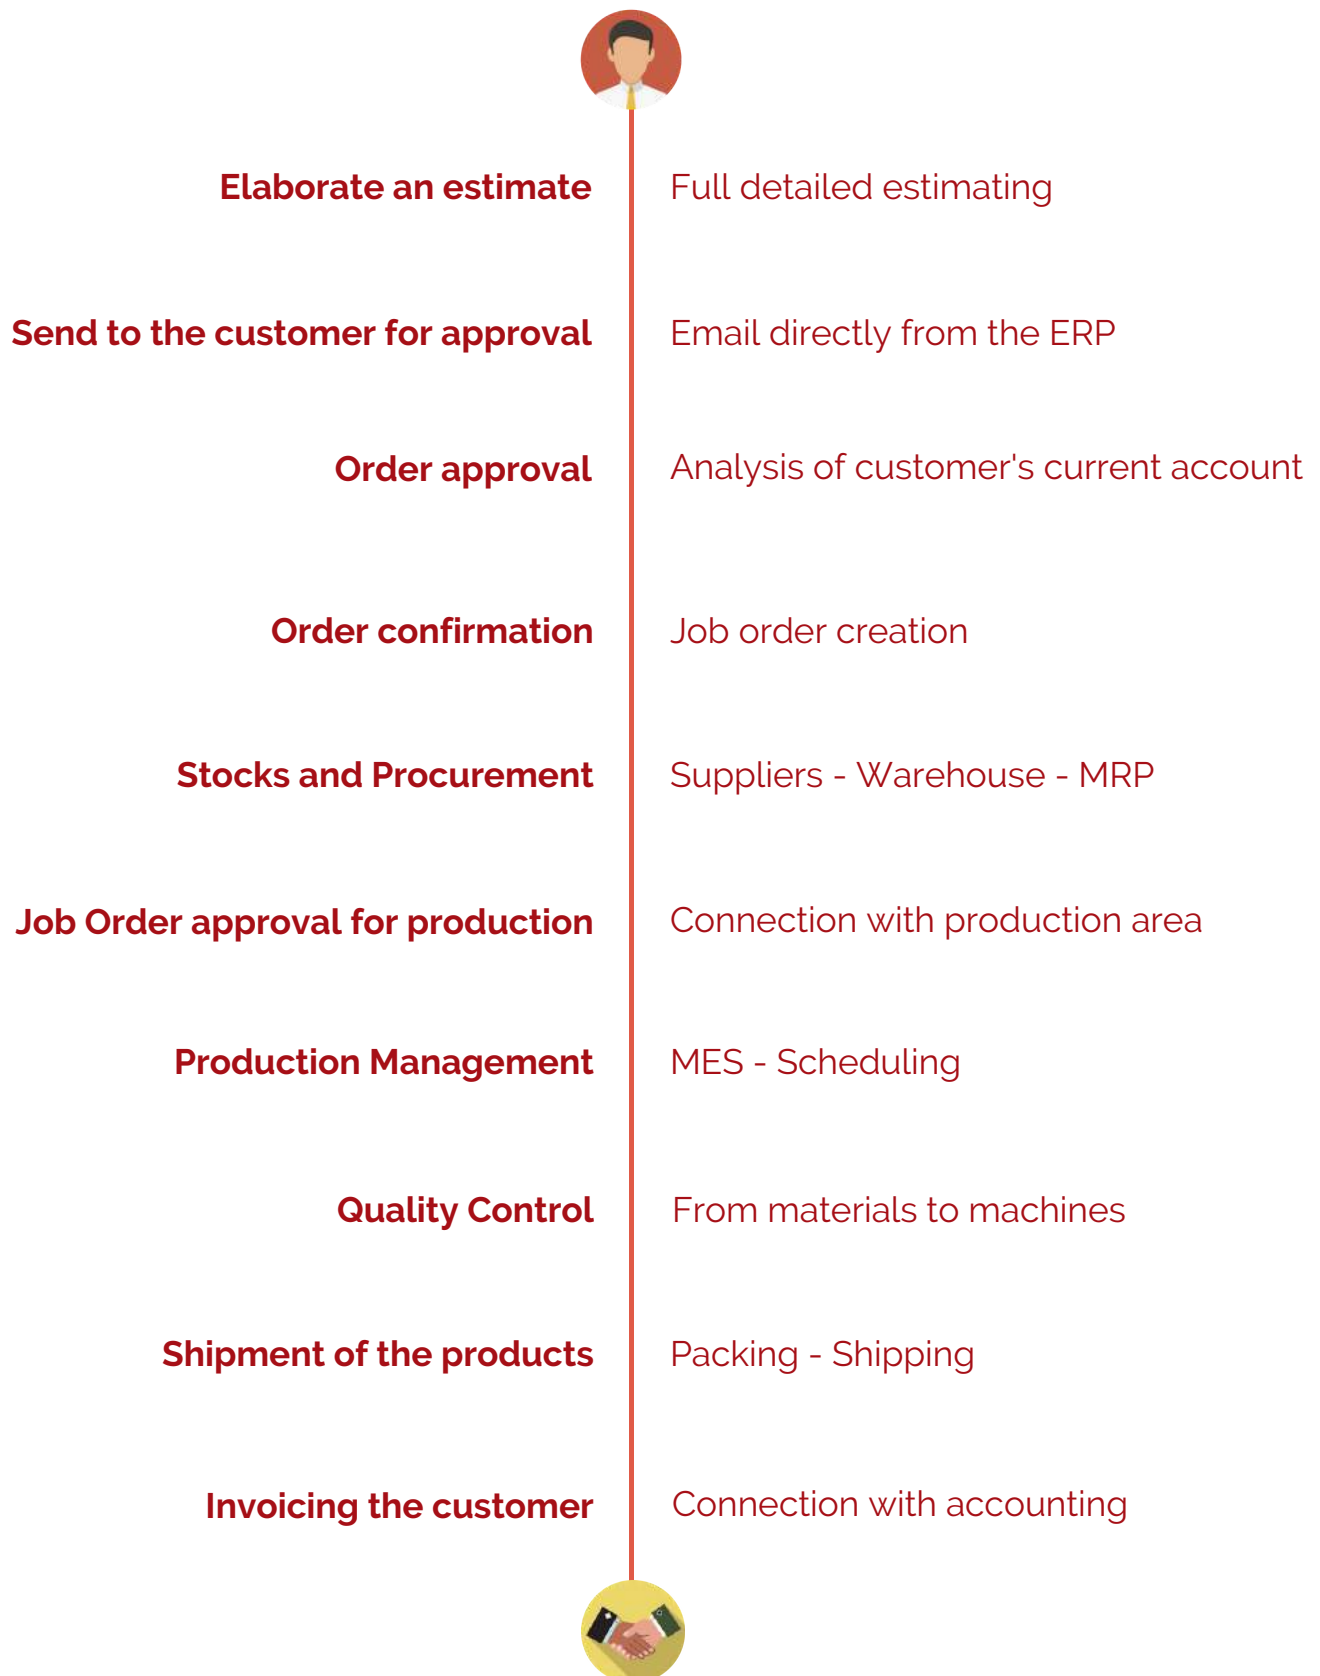 Elaborate an estimate
Full detailed estimating
Send to the customer for approval
Email directly from the ERP
Order approval
Analysis of customer's current account
Order confirmation
Job order creation
Stocks and Procurement
Suppliers - Warehouse - MRP
Job Order approval for production
Connection with production area
Production Management
MES - Scheduling
Quality Control
From materials to machines
Shipment of the products
Packing - Shipping
Invoicing the customer
Connection with accounting